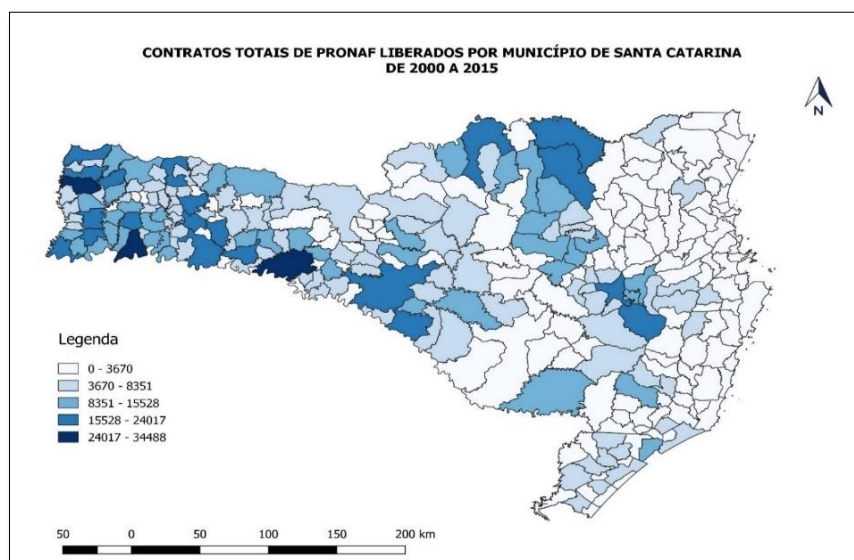 CONTRATOS TOTAIS DE PRONAF LIBERADOS POR MUNICÍPIO DE SANTA CATARINA
DE 2000 A 2015
N
Legenda
0 - 3670
3670 - 8351
8351 - 15528
15528 - 24017
24017 - 34488
50 0 50 100 150 200 km